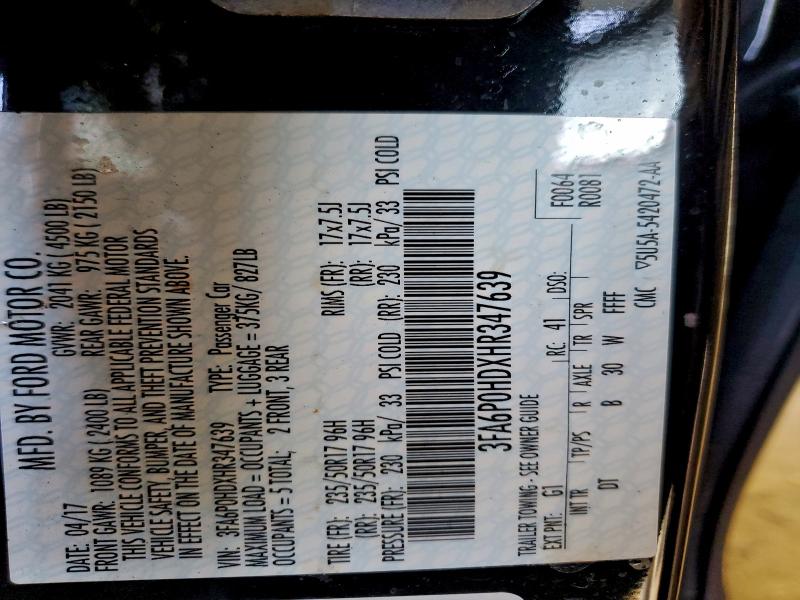 MFD. BY FORD MOTOR CO.
DATE: 04/17 GVWR: 2041 KG ( 4500 LB)
FRONT GAWR: 1089 KG ( 2400 LB) REAR GAWR: 975 KG ( 2150 LB)
THIS VEHICLE CONFORMS TO ALL APPLICABLE FEDERAL MOTOR
VEHICLE SAFETY, BUMPER, AND THEFT PREVENTION STANDARDS
IN EFFECT ON THE DATE OF MANUFACTURE SHOWN ABOVE.
VIN: 3FA6P0HDXHR347639 TYPE: Passenger Car
MAXIMUM LOAD = OCCUPANTS + LUGGAGE = 375KG/ 827LB
OCCUPANTS = 5 TOTAL; 2 FRONT, 3 REAR
TIRE (FR): 235/50R17 96H RIMS (FR): 17x7.5J
(RR): 235/50R17 96H (RR): 17x7.5J
PRESSURE (FR): 230 kPa/ 33 PSI COLD (RR): 230 kPa/ 33 PSI COLD
3FA6P0HDXHR347639
TRAILER TOWING - SEE OWNER GUIDE
F0064
EXT PNT: G1 RC: 41 DSO: R0081
INT TR TP/PS R AXLE TR SPR
DT B 30 W FFFF
CMC ▽5U5A-5420472-AA